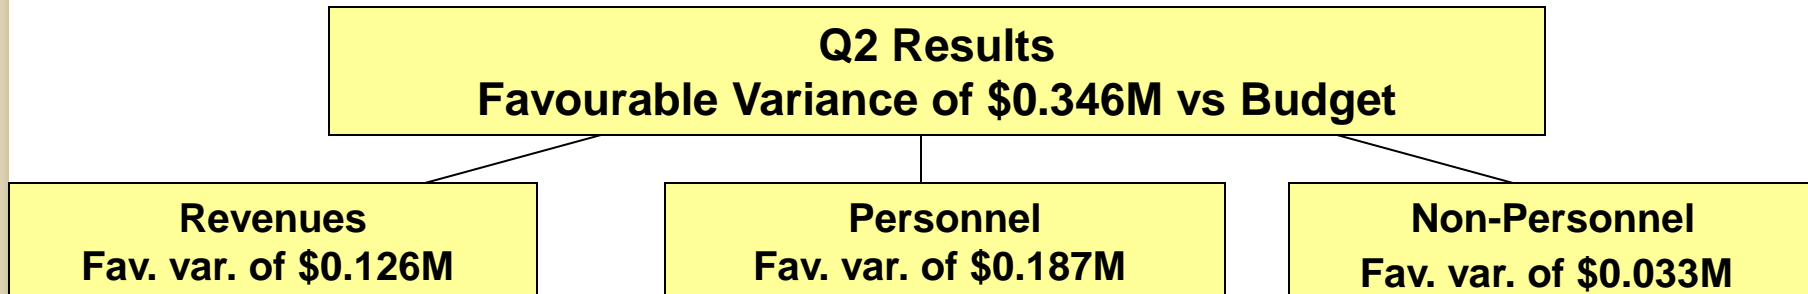 Q2 Results
Favourable Variance of $0.346M vs Budget
Revenues
Fav. var. of $0.126M
Personnel
Fav. var. of $0.187M
Non-Personnel
Fav. var. of $0.033M